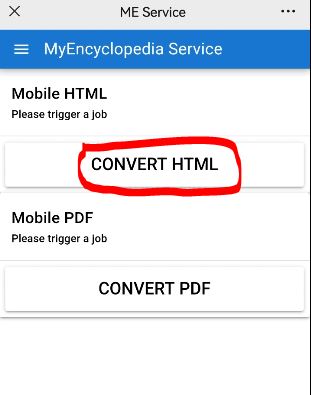 ME Service
MyEncyclopedia Service
Mobile HTML
Please trigger a job
CONVERT HTML
Mobile PDF
Please trigger a job
CONVERT PDF